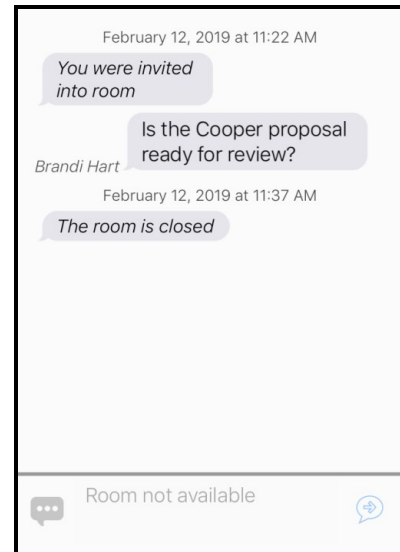 February 12, 2019 at 11:22 AM
You were invited
into room
Is the Cooper proposal
ready for review?
Brandi Hart
February 12, 2019 at 11:37 AM
The room is closed
Room not available